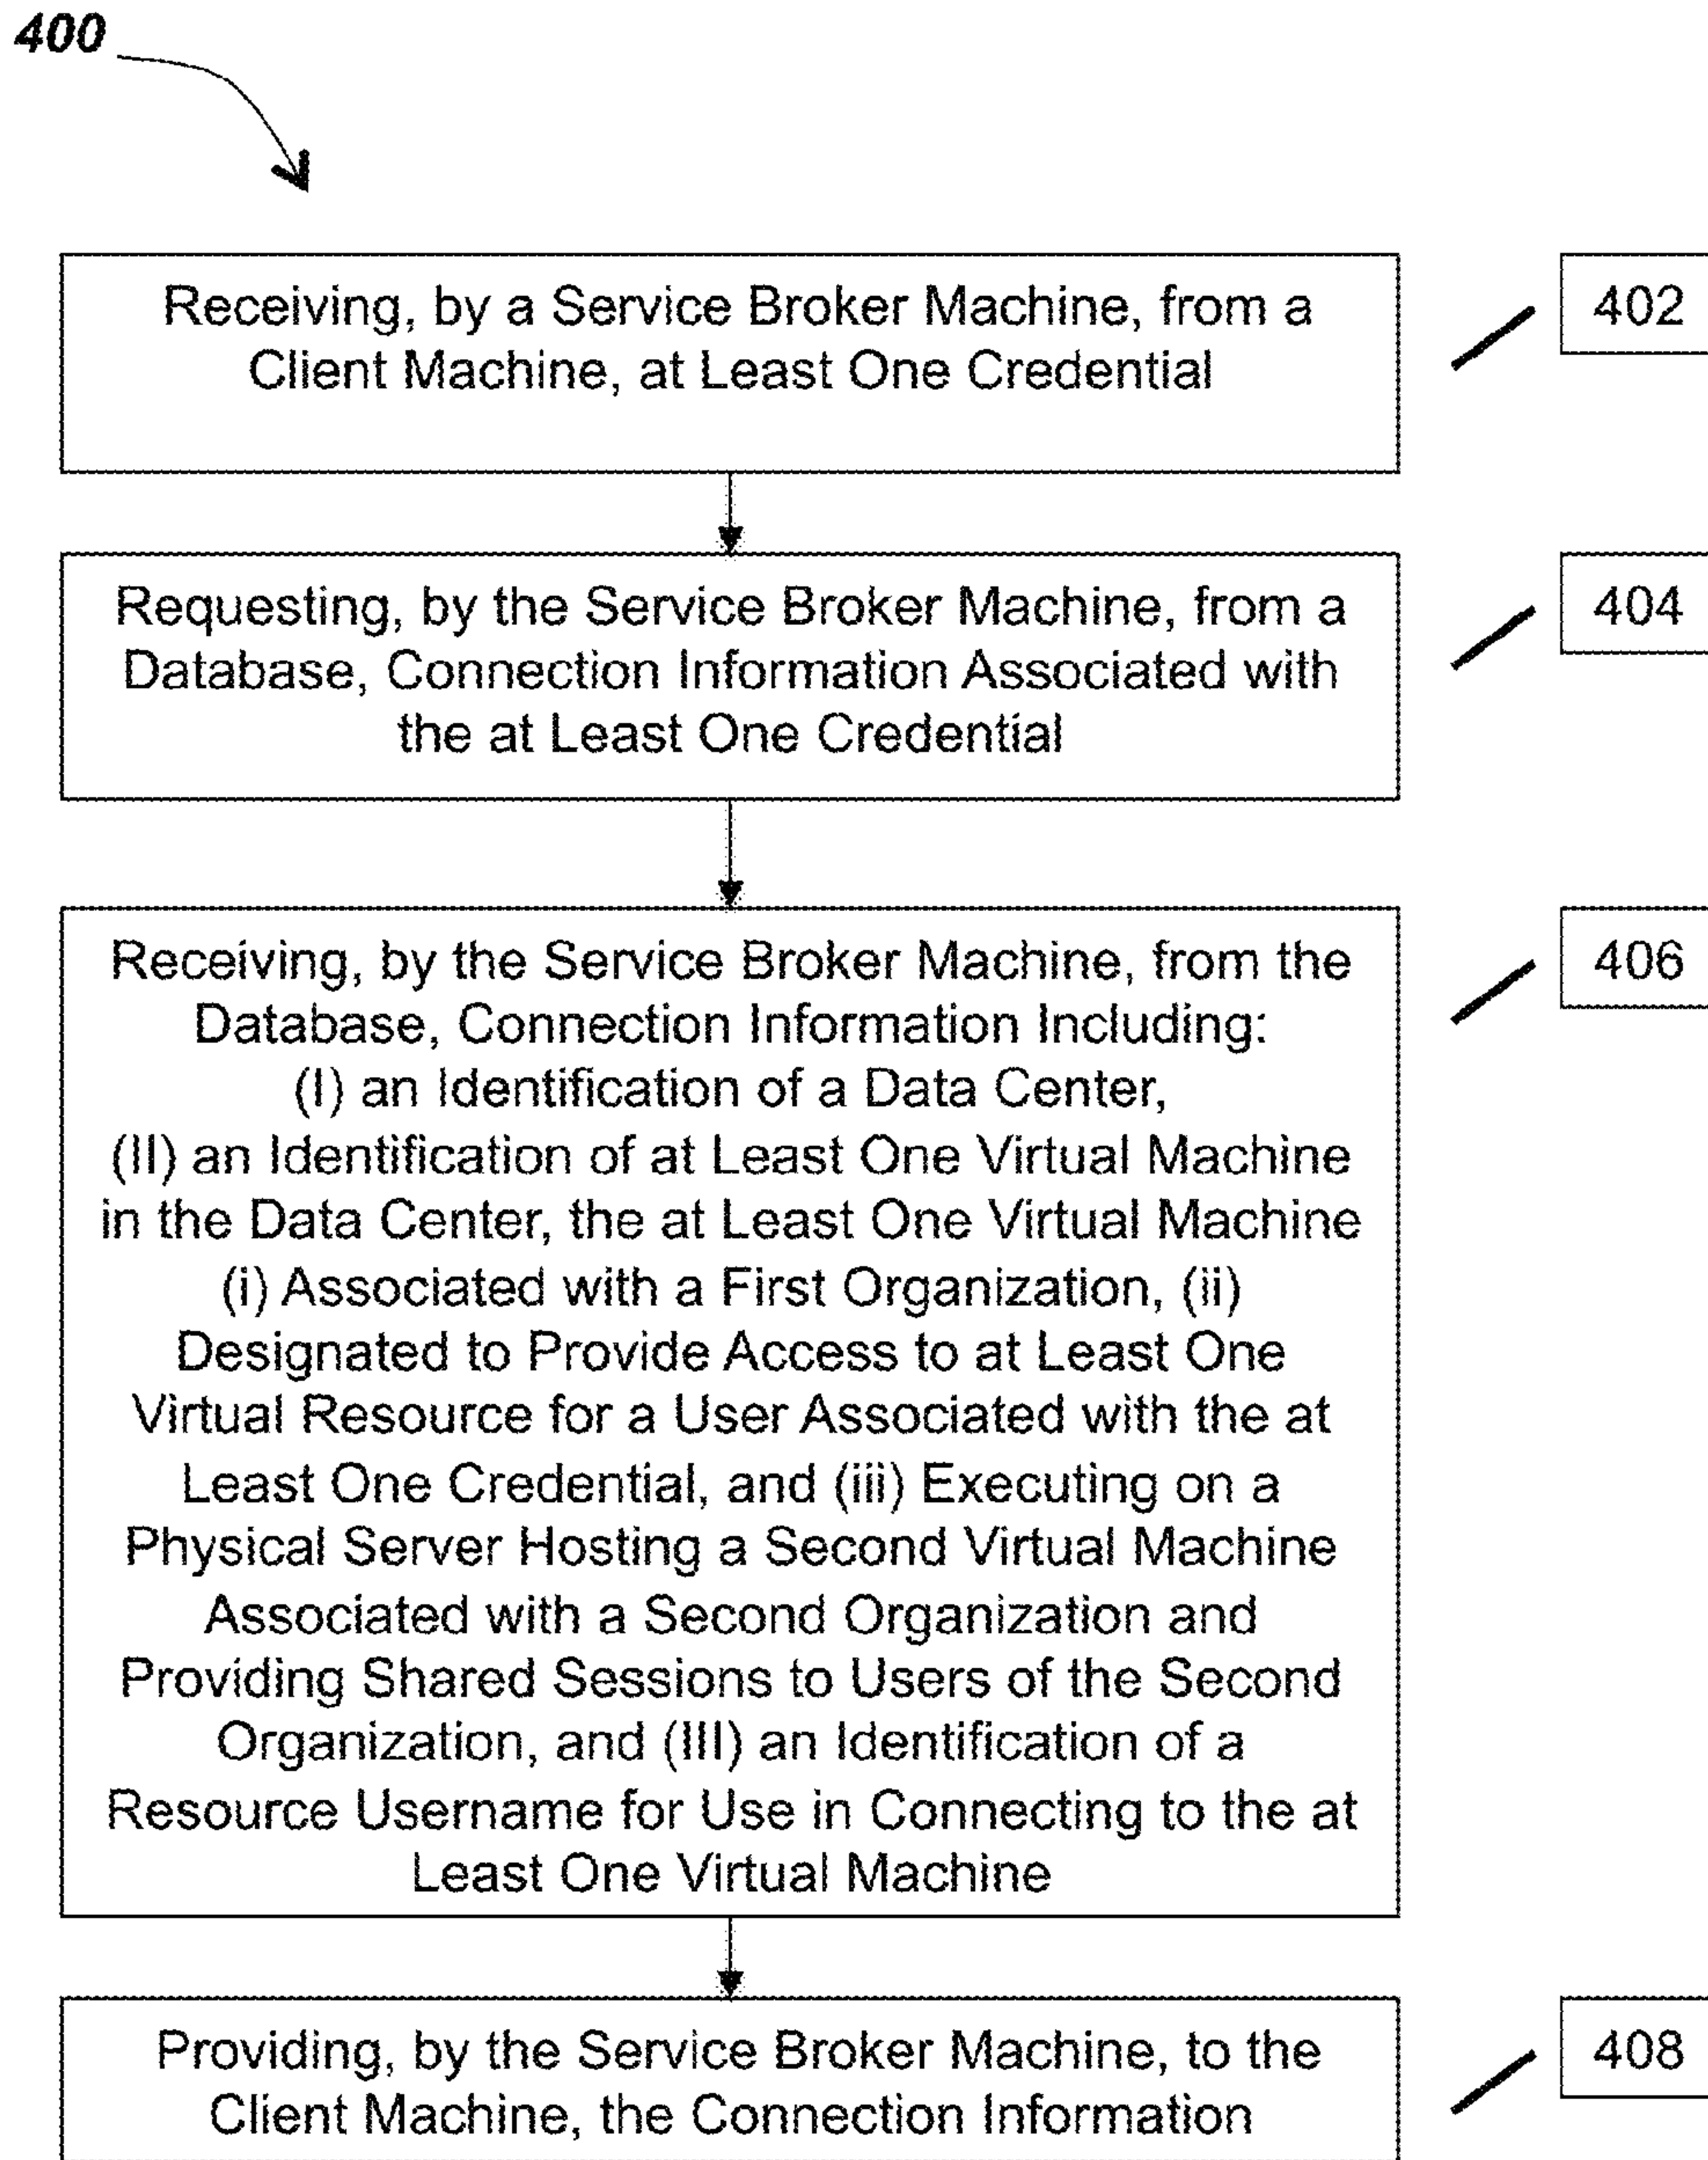 400
Receiving, by a Service Broker Machine, from a
Client Machine, at Least One Credential
402
Requesting, by the Service Broker Machine, from a
Database, Connection Information Associated with
the at Least One Credential
404
Receiving, by the Service Broker Machine, from the
Database, Connection Information Including:
(I) an Identification of a Data Center,
(II) an Identification of at Least One Virtual Machine
in the Data Center, the at Least One Virtual Machine
(i) Associated with a First Organization, (ii)
Designated to Provide Access to at Least One
Virtual Resource for a User Associated with the at
Least One Credential, and (iii) Executing on a
Physical Server Hosting a Second Virtual Machine
Associated with a Second Organization and
Providing Shared Sessions to Users of the Second
Organization, and (III) an Identification of a
Resource Username for Use in Connecting to the at
Least One Virtual Machine
406
Providing, by the Service Broker Machine, to the
Client Machine, the Connection Information
408